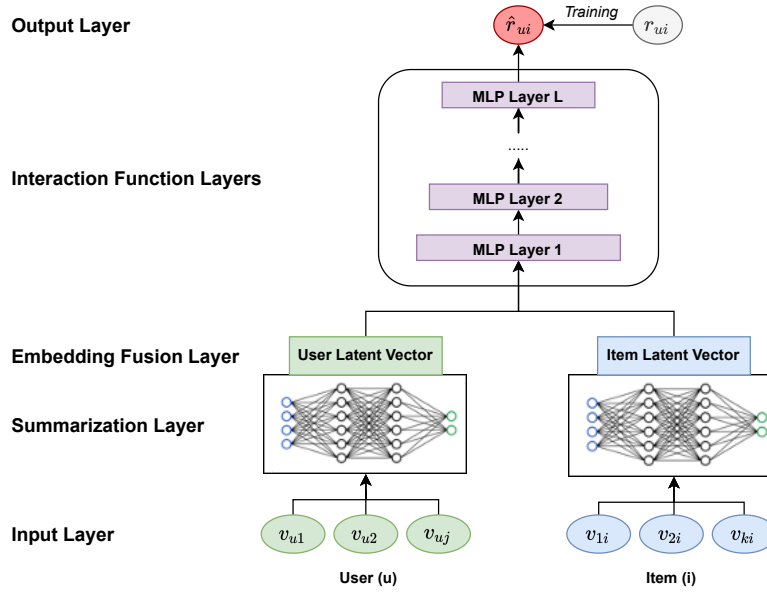 Output Layer
r̂ui
Training
rui
MLP Layer L
.....
Interaction Function Layers
MLP Layer 2
MLP Layer 1
Embedding Fusion Layer
User Latent Vector
Item Latent Vector
Summarization Layer
Input Layer
vu1 vu2 vuj
v1i v2i vki
User (u)
Item (i)